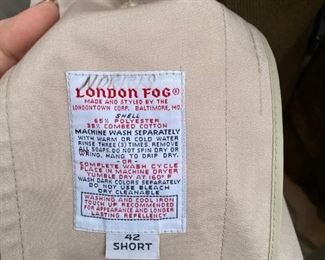 LONDON FOG®
MADE AND STYLED BY THE
LONDONTOWN CORP. BALTIMORE, MD.
SHELL
65% POLYESTER
35% COMBED COTTON
MACHINE WASH SEPARATELY
WITH WARM OR COLD WATER
RINSE THREE (3) TIMES. REMOVE
ALL SOAPS. DO NOT SPIN DRY OR
WRING. HANG TO DRIP DRY.
-OR-
COMPLETE WASH CYCLE
PLACE IN MACHINE DRYER
TUMBLE DRY AT 160° F
WASH DARK COLORS SEPARATELY
DO NOT USE BLEACH
DRY CLEANABLE
WASHING AND COOL IRON
TOUCH UP RECOMMENDED
FOR APPEARANCE AND LONGER
LASTING REPELLENCY
42
SHORT